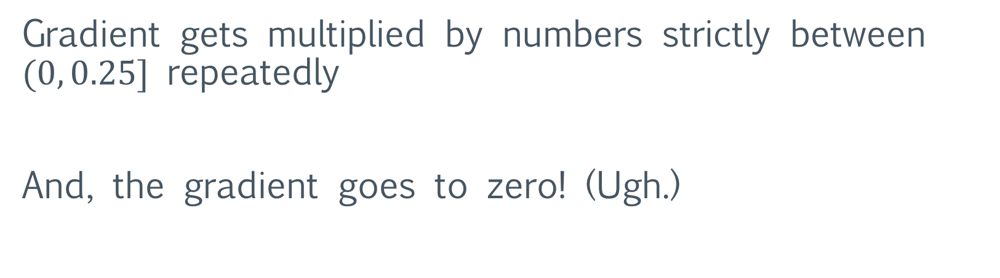 Gradient gets multiplied by numbers strictly between
(0, 0.25] repeatedly
And, the gradient goes to zero! (Ugh.)